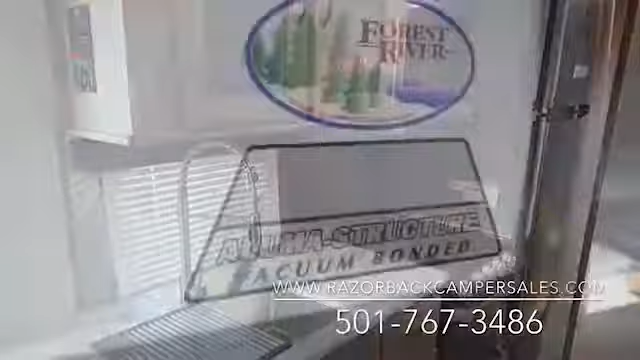 FOREST
RIVER
ALUMA-STRUCTURE
VACUUM BONDED
WWW.RAZORBACKCAMPERSALES.COM
501-767-3486